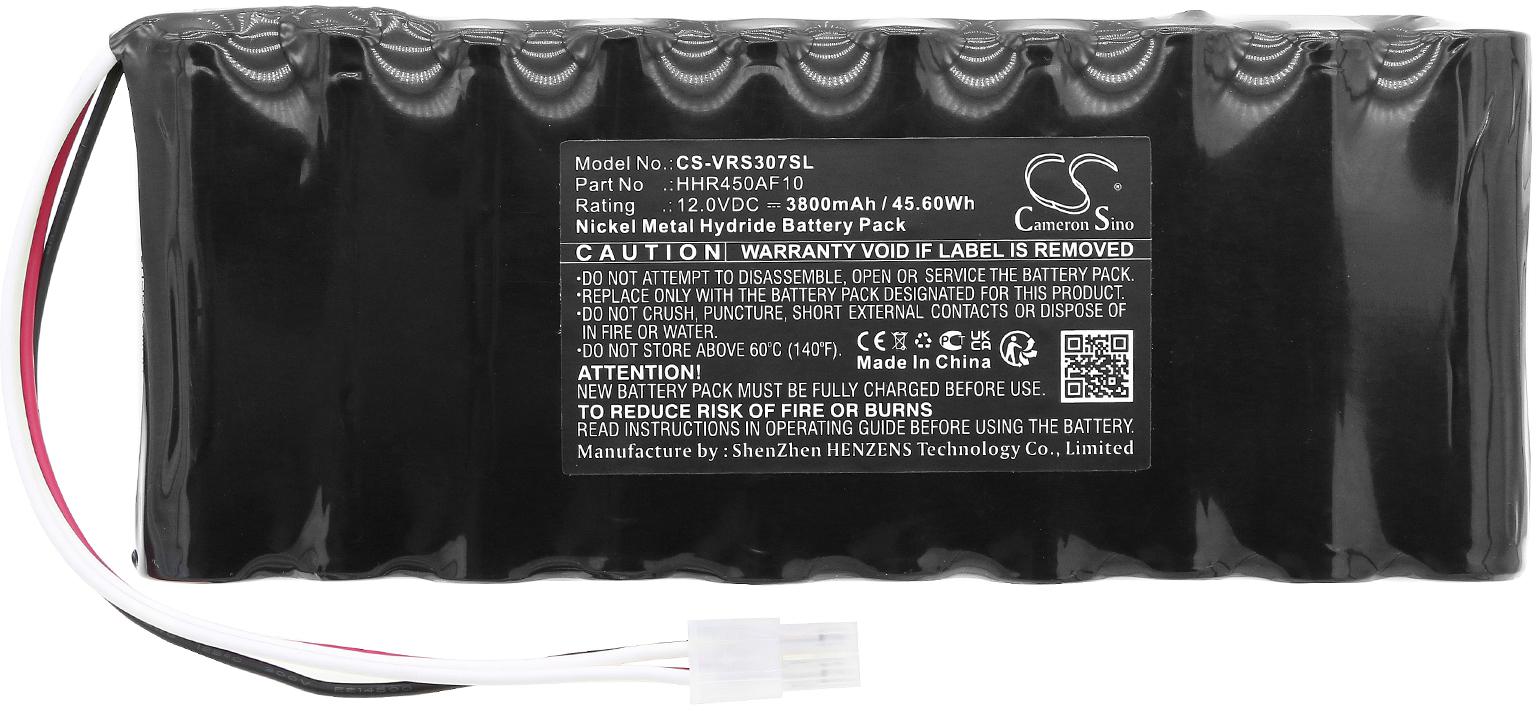 Model No.: CS-VRS307SL
Part No .: HHR450AF10
Rating .: 12.0VDC ⎓ 3800mAh / 45.60Wh
Nickel Metal Hydride Battery Pack
CS®
Cameron Sino
CAUTION | WARRANTY VOID IF LABEL IS REMOVED
•DO NOT ATTEMPT TO DISASSEMBLE, OPEN OR SERVICE THE BATTERY PACK.
•REPLACE ONLY WITH THE BATTERY PACK DESIGNATED FOR THIS PRODUCT.
•DO NOT CRUSH, PUNCTURE, SHORT EXTERNAL CONTACTS OR DISPOSE OF
IN FIRE OR WATER.
•DO NOT STORE ABOVE 60°C (140°F).
CE PCT UK CA
Made In China
ATTENTION!
NEW BATTERY PACK MUST BE FULLY CHARGED BEFORE USE.
TO REDUCE RISK OF FIRE OR BURNS
READ INSTRUCTIONS IN OPERATING GUIDE BEFORE USING THE BATTERY.
Manufacture by : ShenZhen HENZENS Technology Co., Limited